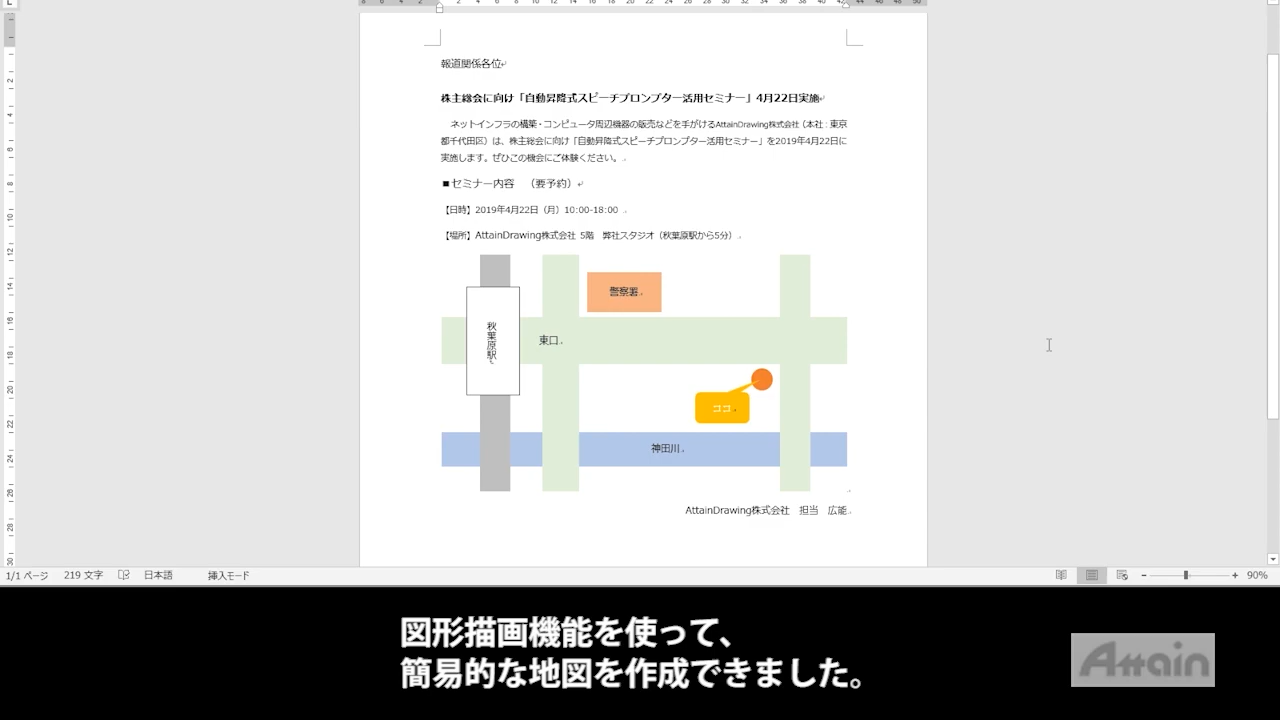 報道関係各位
株主総会に向け「自動昇降式スピーチプロンプター活用セミナー」4月22日実施
ネットインフラの構築・コンピュータ周辺機器の販売などを手がけるAttainDrawing株式会社（本社：東京
都千代田区）は、株主総会に向け「自動昇降式スピーチプロンプター活用セミナー」を2019年4月22日に
実施します。ぜひこの機会にご体験ください。
■セミナー内容　（要予約）
【日時】2019年4月22日（月）10:00-18:00
【場所】AttainDrawing株式会社 5階　弊社スタジオ（秋葉原駅から5分）
警察署
秋葉原駅
東口
ココ
神田川
AttainDrawing株式会社　担当　広能
1/1 ページ　219 文字　日本語　挿入モード　90%
図形描画機能を使って、
簡易的な地図を作成できました。
Attain